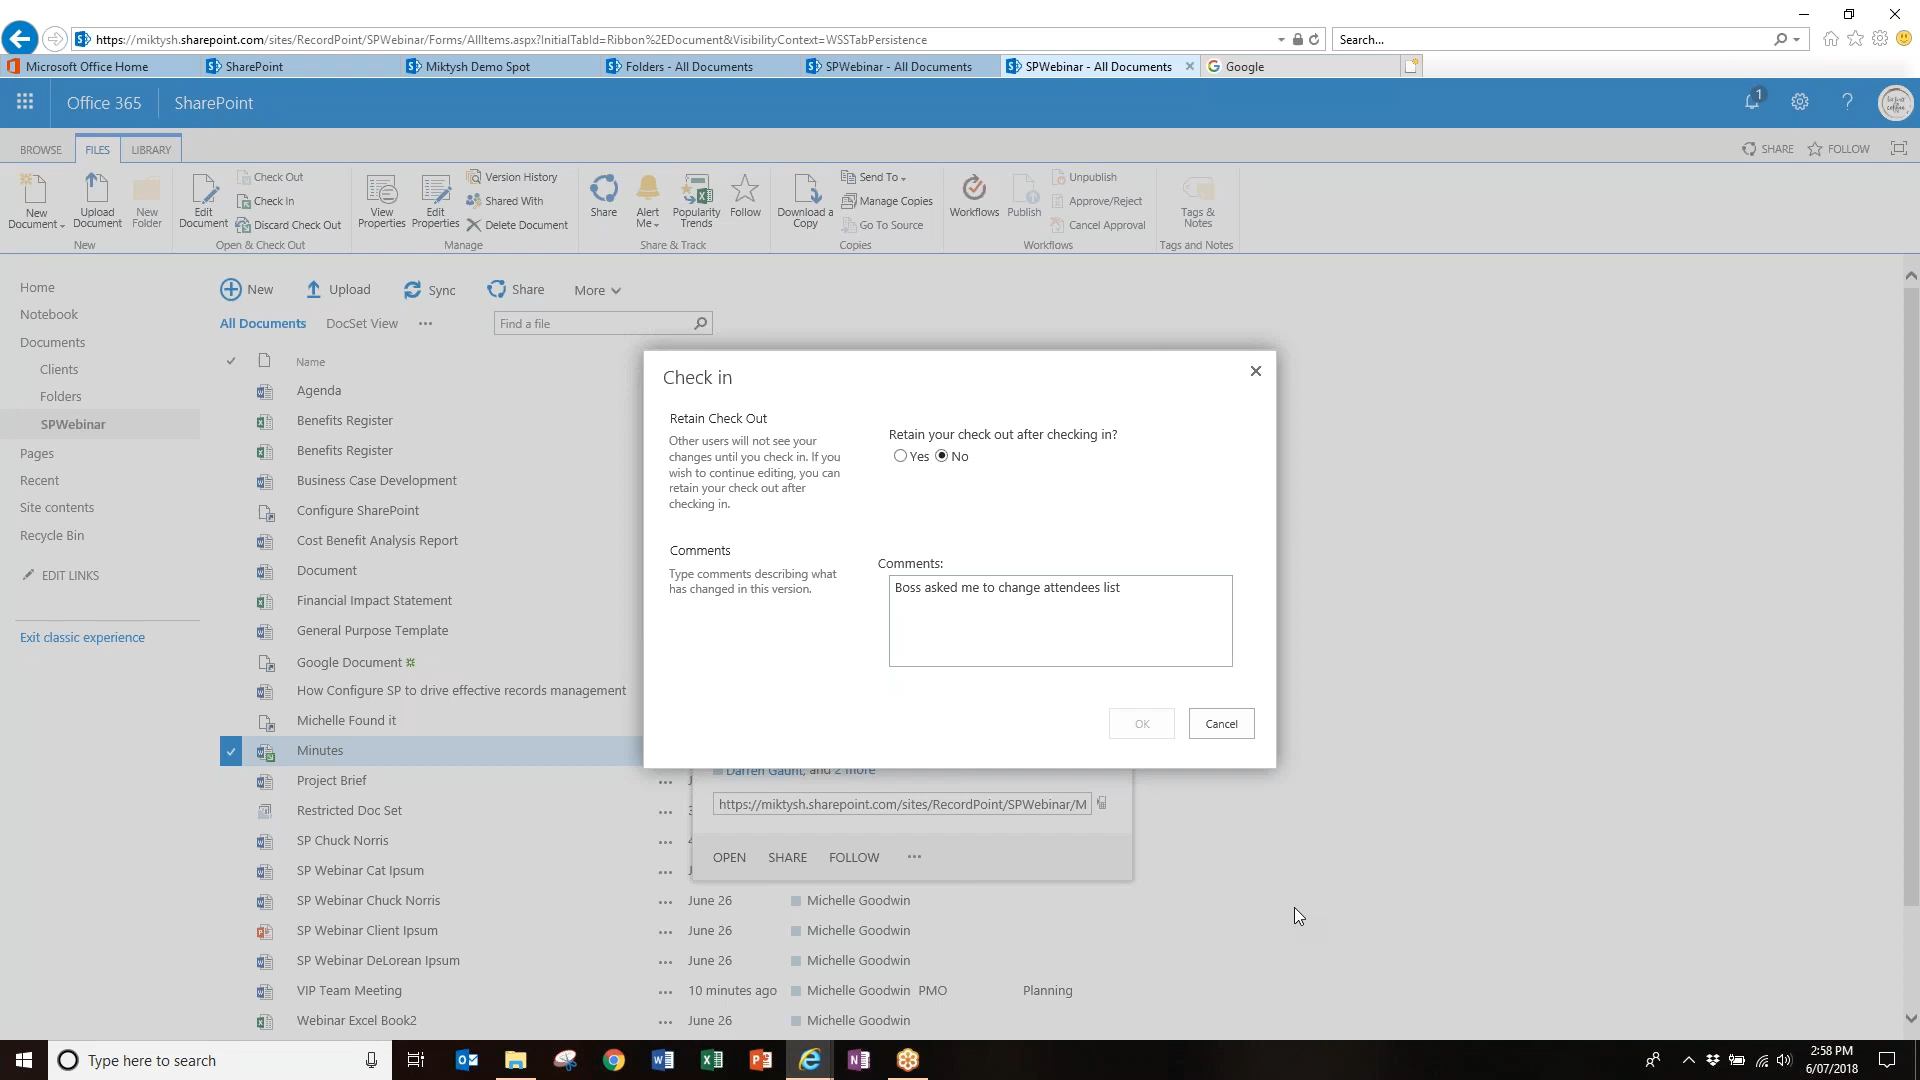 https://miktysh.sharepoint.com/sites/RecordPoint/SPWebinar/Forms/AllItems.aspx?InitialTabId=Ribbon%2EDocument&VisibilityContext=WSSTabPersistence
Search...
Microsoft Office Home
SharePoint
Miktysh Demo Spot
Folders - All Documents
SPWebinar - All Documents
SPWebinar - All Documents
Google
Office 365
SharePoint
1
BROWSE
FILES
LIBRARY
SHARE
FOLLOW
New Document
Upload Document
New Folder
New
Edit Document
Check Out
Check In
Discard Check Out
Open & Check Out
View Properties
Edit Properties
Version History
Shared With
Delete Document
Manage
Share
Alert Me
Popularity Trends
Follow
Share & Track
Download a Copy
Send To
Manage Copies
Go To Source
Copies
Workflows
Publish
Unpublish
Approve/Reject
Cancel Approval
Workflows
Tags & Notes
Tags and Notes
Home
Notebook
Documents
Clients
Folders
SPWebinar
Pages
Recent
Site contents
Recycle Bin
EDIT LINKS
Exit classic experience
New
Upload
Sync
Share
More
All Documents
DocSet View
Find a file
Name
Agenda
Benefits Register
Benefits Register
Business Case Development
Configure SharePoint
Cost Benefit Analysis Report
Document
Financial Impact Statement
General Purpose Template
Google Document
How Configure SP to drive effective records management
Michelle Found it
Minutes
Project Brief
Restricted Doc Set
SP Chuck Norris
SP Webinar Cat Ipsum
SP Webinar Chuck Norris June 26 Michelle Goodwin
SP Webinar Client Ipsum June 26 Michelle Goodwin
SP Webinar DeLorean Ipsum June 26 Michelle Goodwin
VIP Team Meeting 10 minutes ago Michelle Goodwin PMO Planning
Webinar Excel Book2 June 26 Michelle Goodwin
Check in
Retain Check Out
Other users will not see your
changes until you check in. If you
wish to continue editing, you can
retain your check out after
checking in.
Retain your check out after checking in?
Yes No
Comments
Type comments describing what
has changed in this version.
Comments:
Boss asked me to change attendees list
OK
Cancel
Darren Gaunt, and 2 more
https://miktysh.sharepoint.com/sites/RecordPoint/SPWebinar/M
OPEN
SHARE
FOLLOW
Type here to search
2:58 PM
6/07/2018